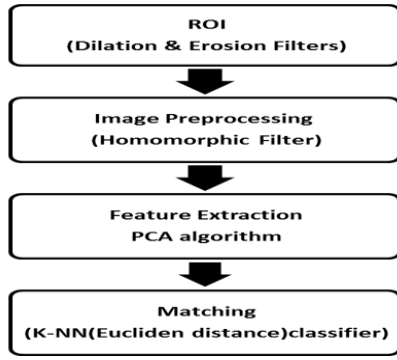 ROI
(Dilation & Erosion Filters)
Image Preprocessing
(Homomorphic Filter)
Feature Extraction
PCA algorithm
Matching
(K-NN(Eucliden distance)classifier)